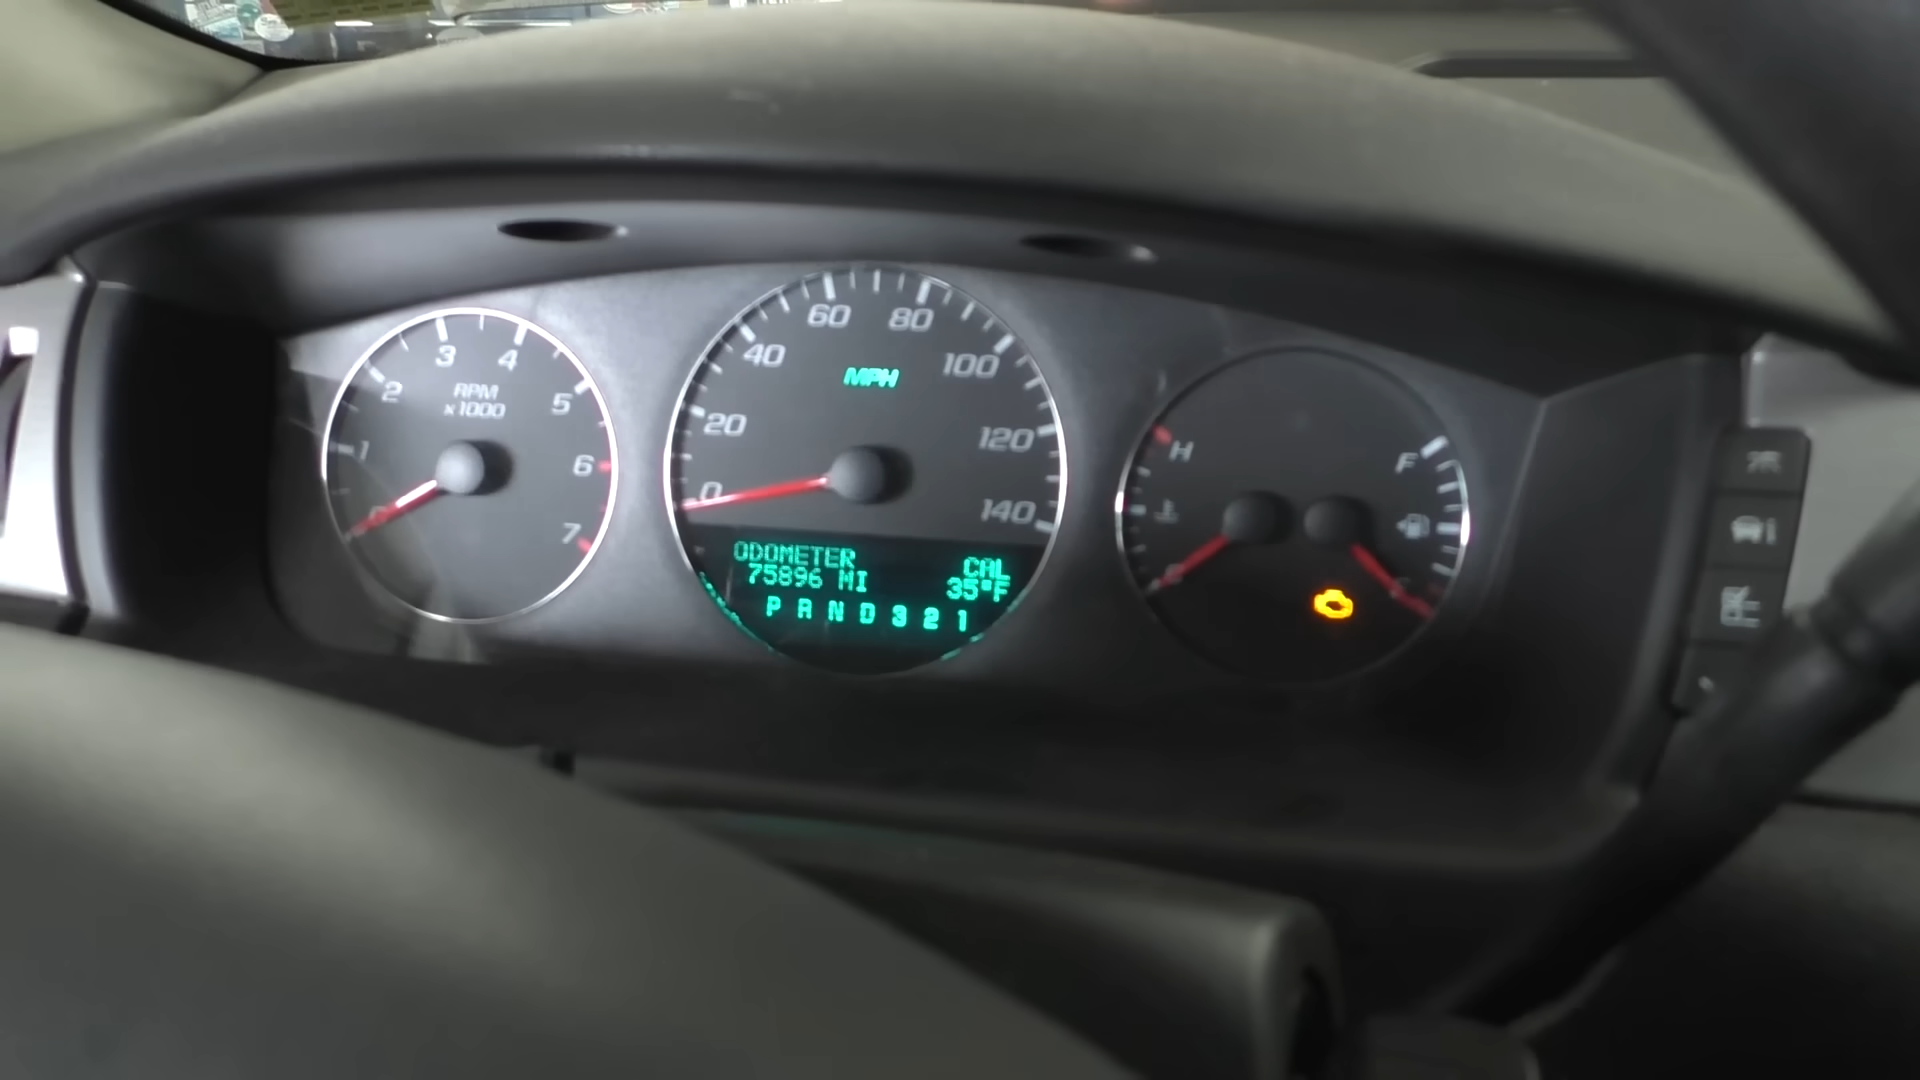 60 80
3 4
40 100
MPH
2 RPM 5
x1000
20 120
1
6
H F
0 140
7
ODOMETER CAL
75896 MI 35°F
P R N D 3 2 1